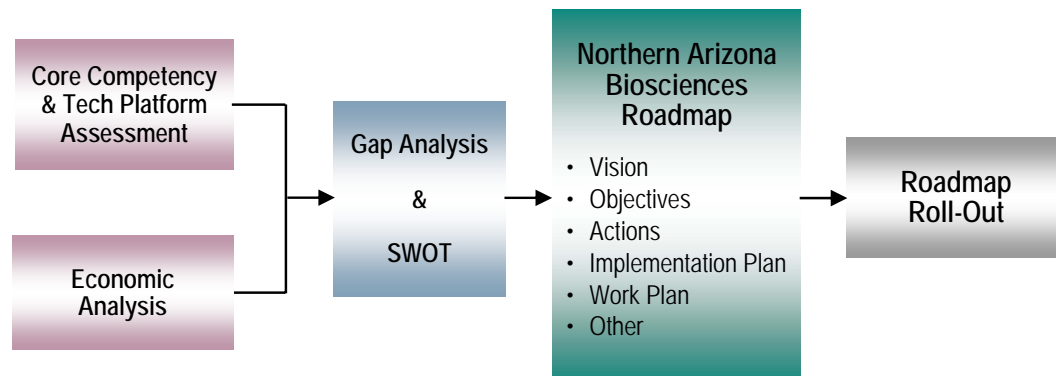 Core Competency
& Tech Platform
Assessment
Economic
Analysis
Gap Analysis
&
SWOT
Northern Arizona
Biosciences
Roadmap
• Vision
• Objectives
• Actions
• Implementation Plan
• Work Plan
• Other
Roadmap
Roll-Out